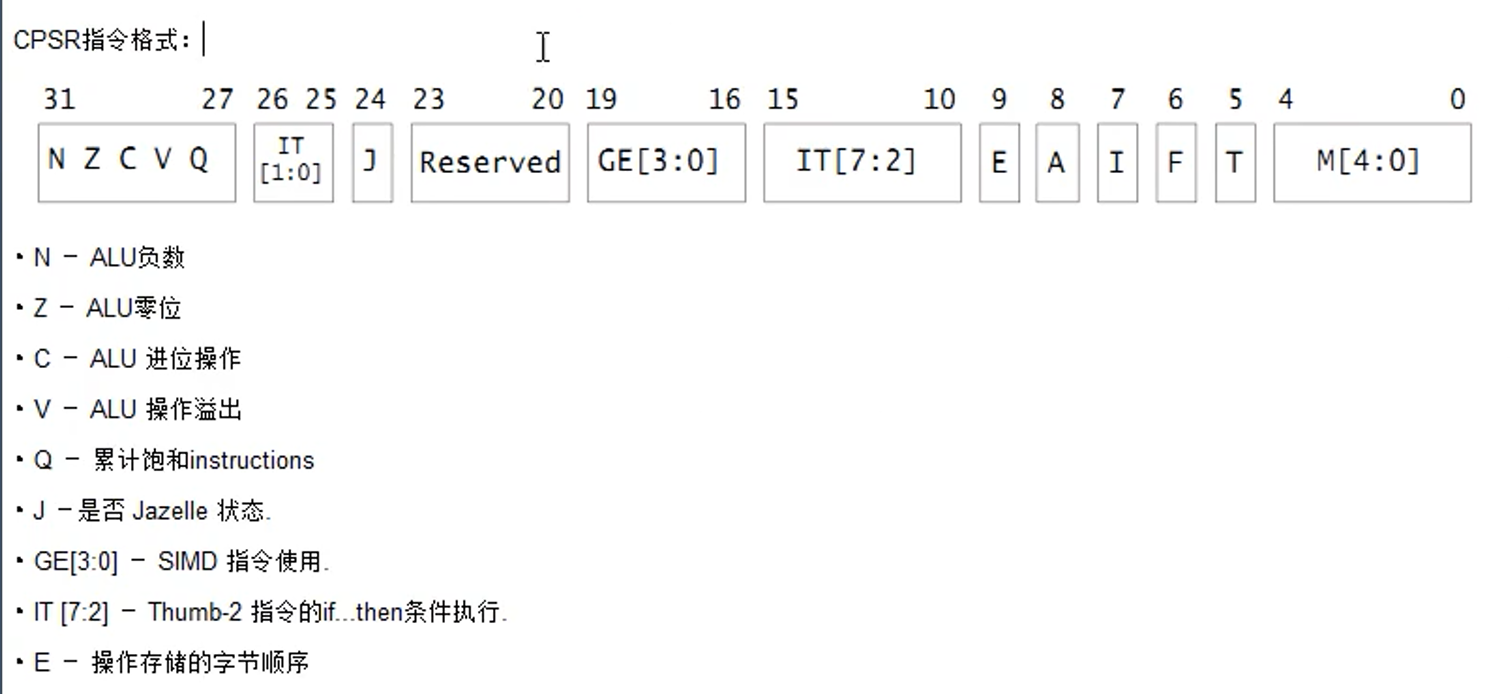 CPSR指令格式：
31 27 26 25 24 23 20 19 16 15 10 9 8 7 6 5 4 0
N Z C V Q IT [1:0] J Reserved GE[3:0] IT[7:2] E A I F T M[4:0]
· N － ALU负数
· Z － ALU零位
· C － ALU 进位操作
· V － ALU 操作溢出
· Q － 累计饱和instructions
· J －是否 Jazelle 状态.
· GE[3:0] － SIMD 指令使用.
· IT [7:2] － Thumb-2 指令的if...then条件执行.
· E － 操作存储的字节顺序